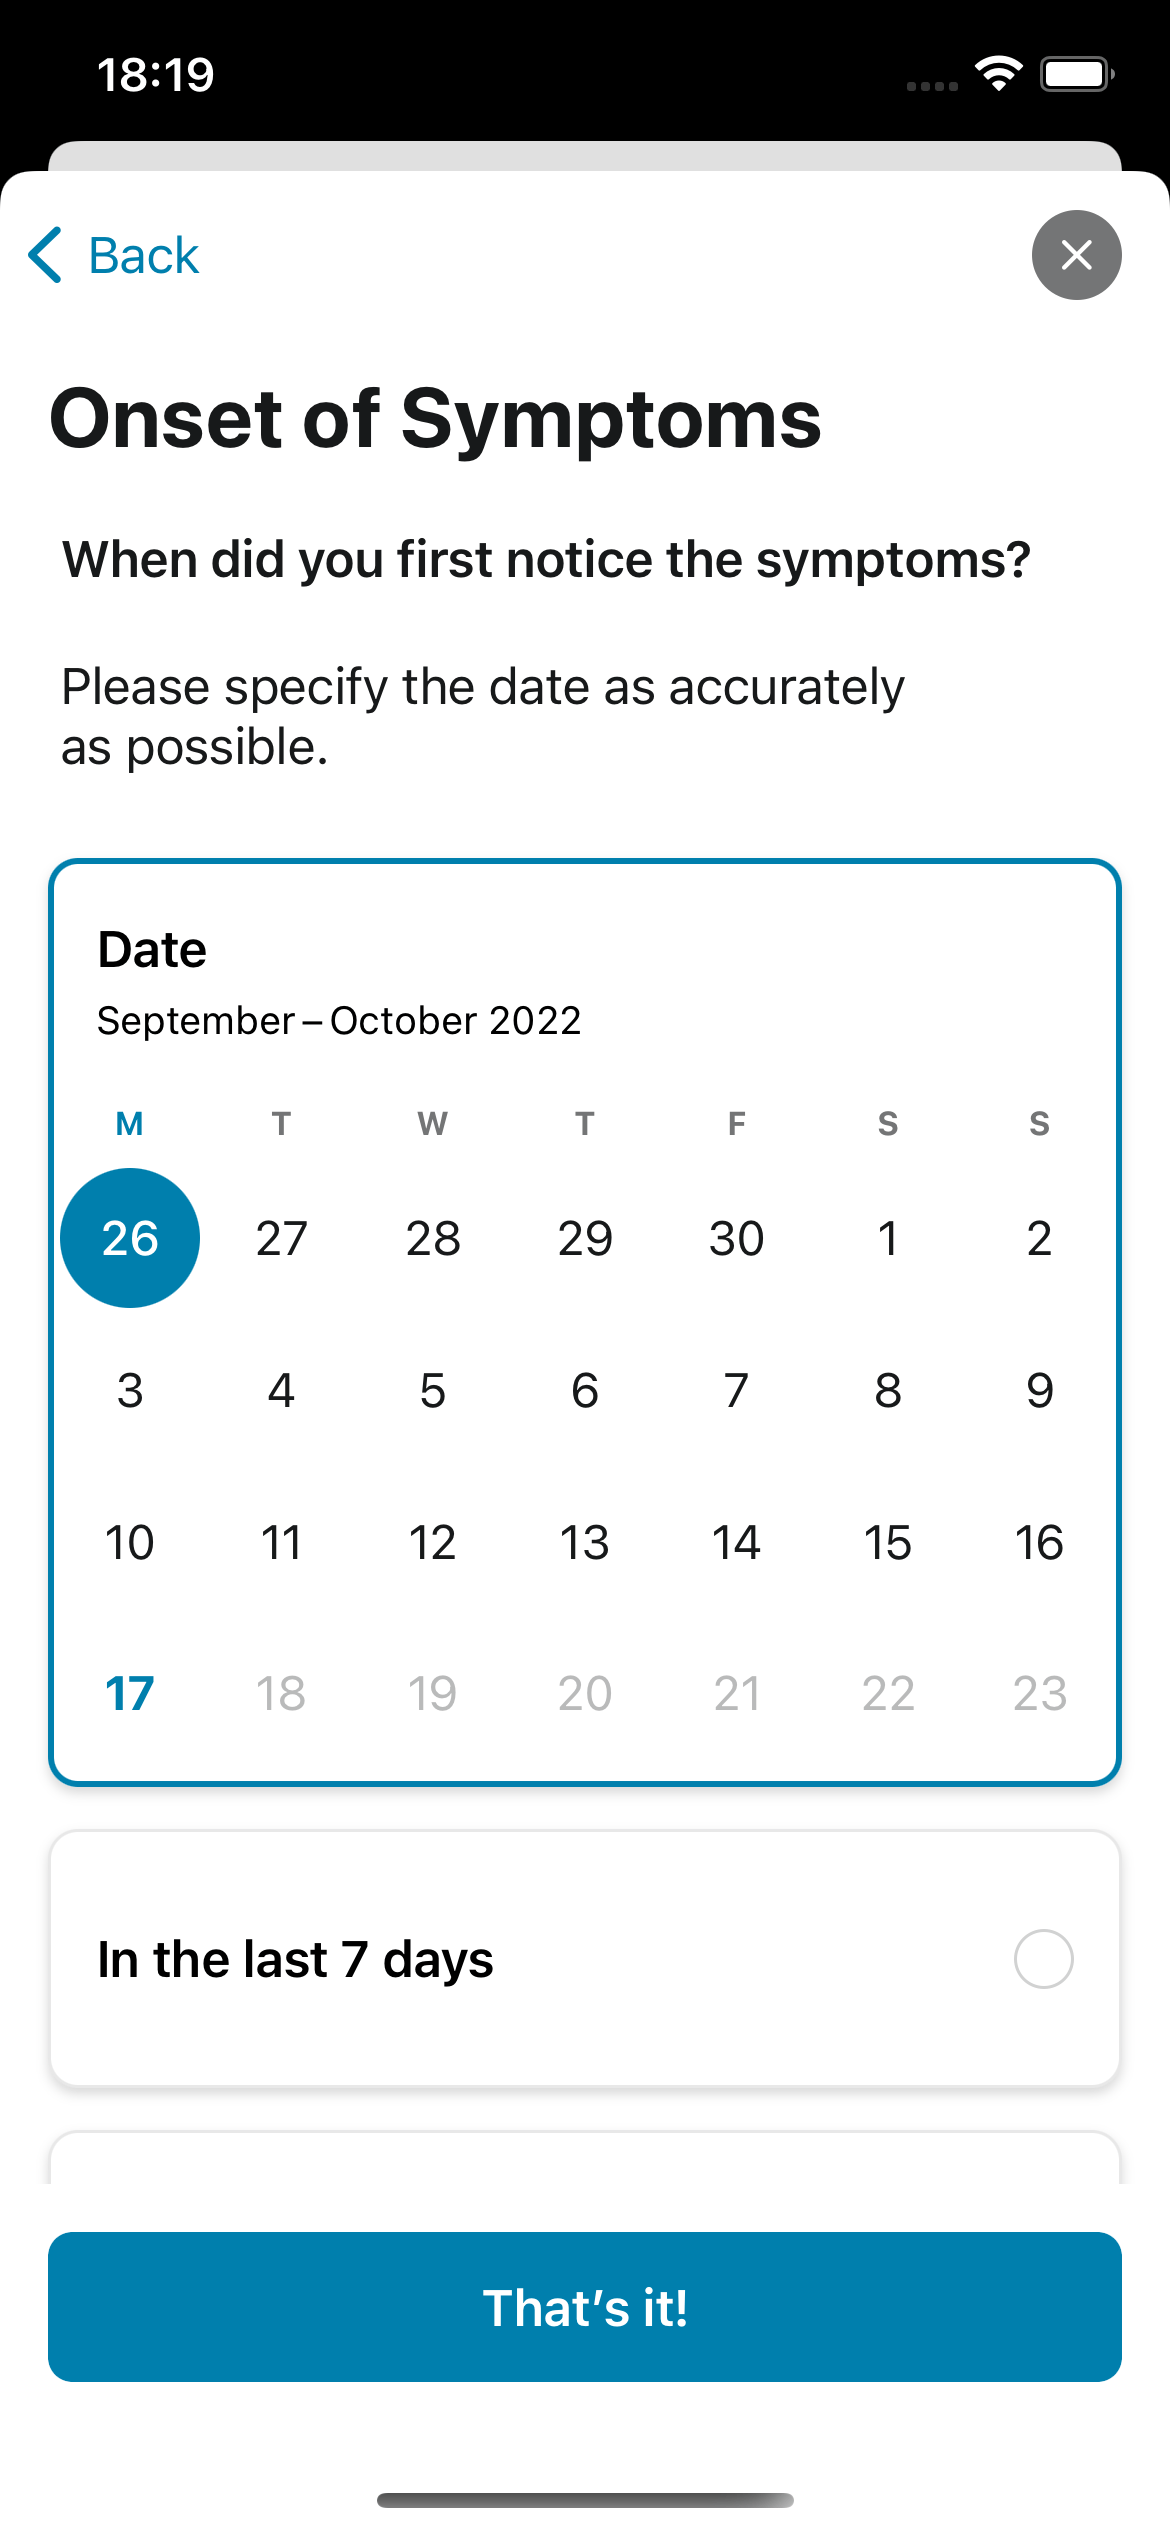 18:19
Back
Onset of Symptoms
When did you first notice the symptoms?
Please specify the date as accurately
as possible.
Date
September – October 2022
M T W T F S S
26 27 28 29 30 1 2
3 4 5 6 7 8 9
10 11 12 13 14 15 16
17 18 19 20 21 22 23
In the last 7 days
That’s it!